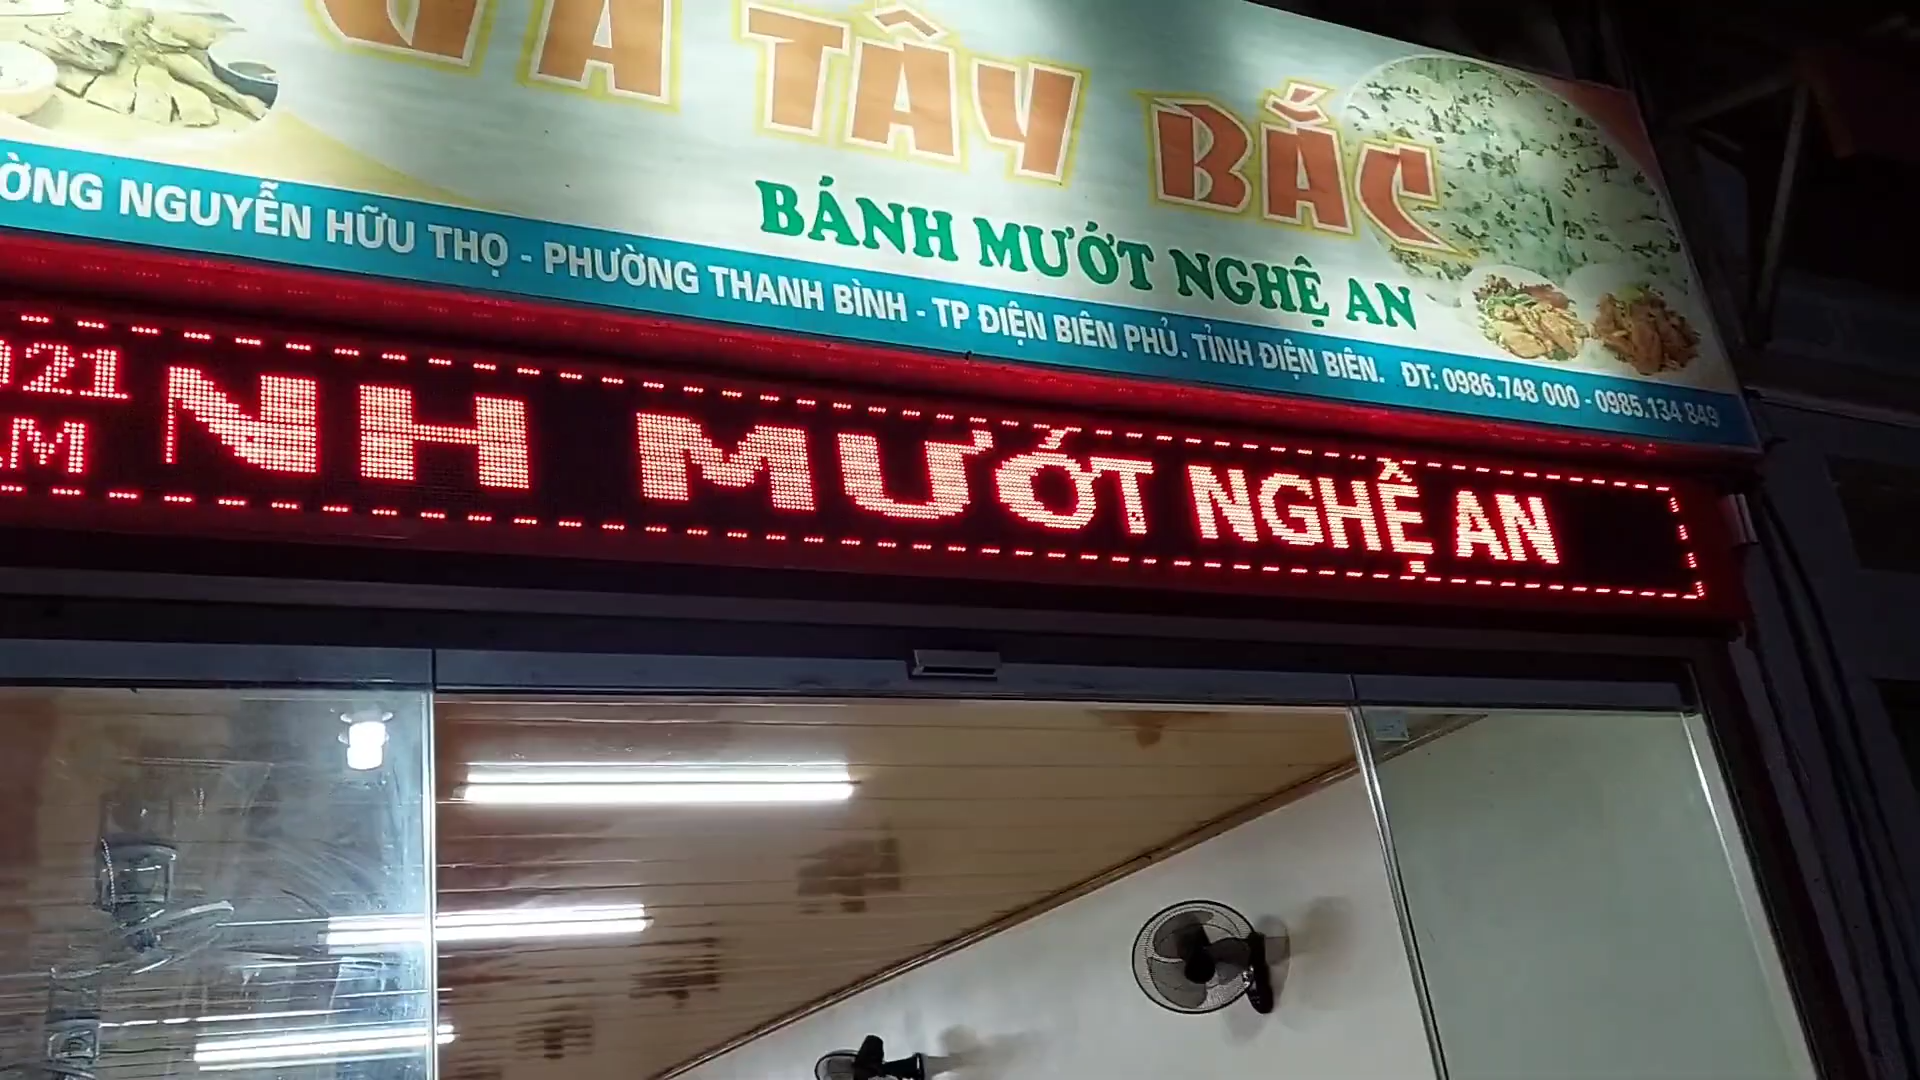 GÀ TÂY BẮC
BÁNH MƯỚT NGHỆ AN
ỜNG NGUYỄN HỮU THỌ - PHƯỜNG THANH BÌNH - TP ĐIỆN BIÊN PHỦ. TỈNH ĐIỆN BIÊN. ĐT: 0986.748 000 - 0985.134 849
021
AM
NH MƯỚT NGHỆ AN